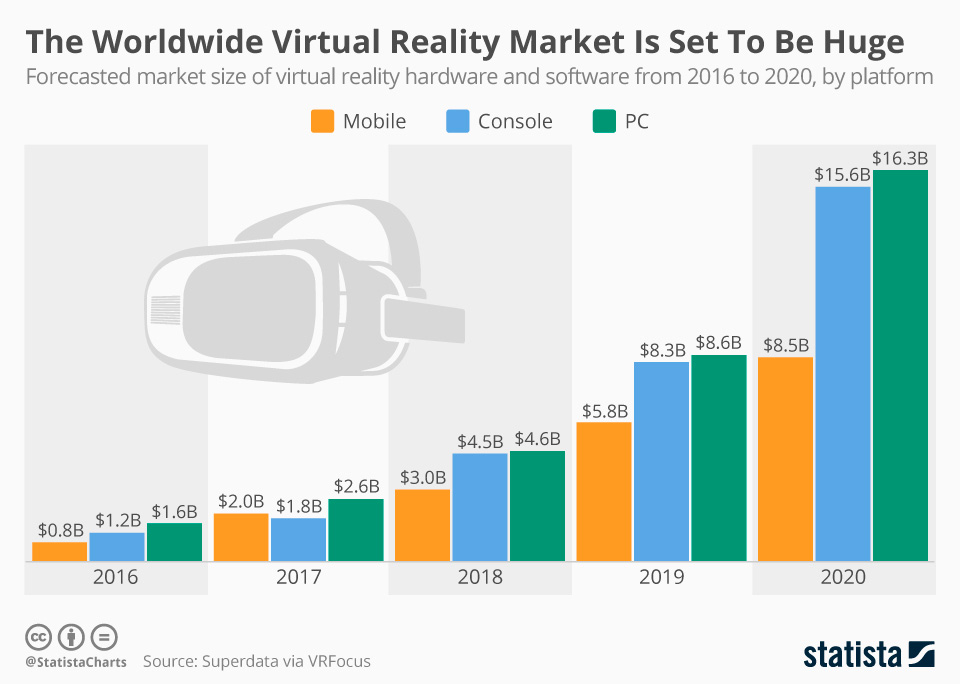 The Worldwide Virtual Reality Market Is Set To Be Huge
Forecasted market size of virtual reality hardware and software from 2016 to 2020, by platform
Mobile Console PC
$0.8B $1.2B $1.6B
$2.0B $1.8B $2.6B
$3.0B $4.5B $4.6B
$5.8B $8.3B $8.6B
$8.5B $15.6B $16.3B
2016 2017 2018 2019 2020
cc
@StatistaCharts Source: Superdata via VRFocus
statista